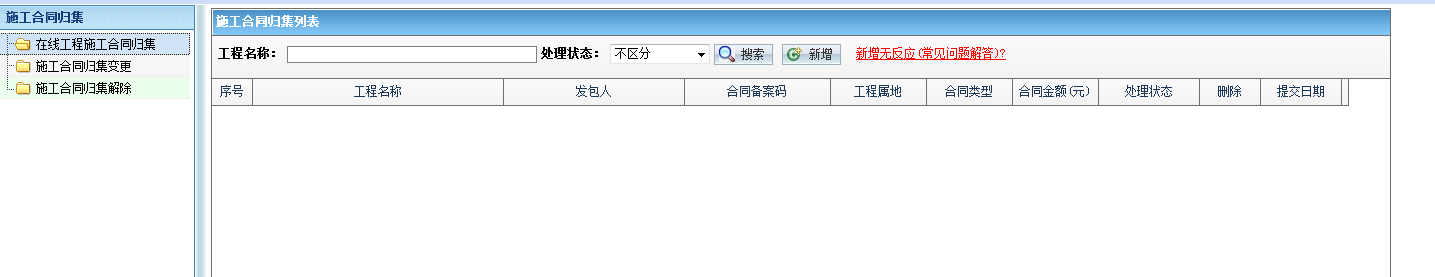 施工合同归集
在线工程施工合同归集
施工合同归集变更
施工合同归集解除
施工合同归集列表
工程名称： 处理状态： 不区分 搜索 新增 新增无反应(常见问题解答)?
序号 工程名称 发包人 合同备案码 工程属地 合同类型 合同金额(元) 处理状态 删除 提交日期